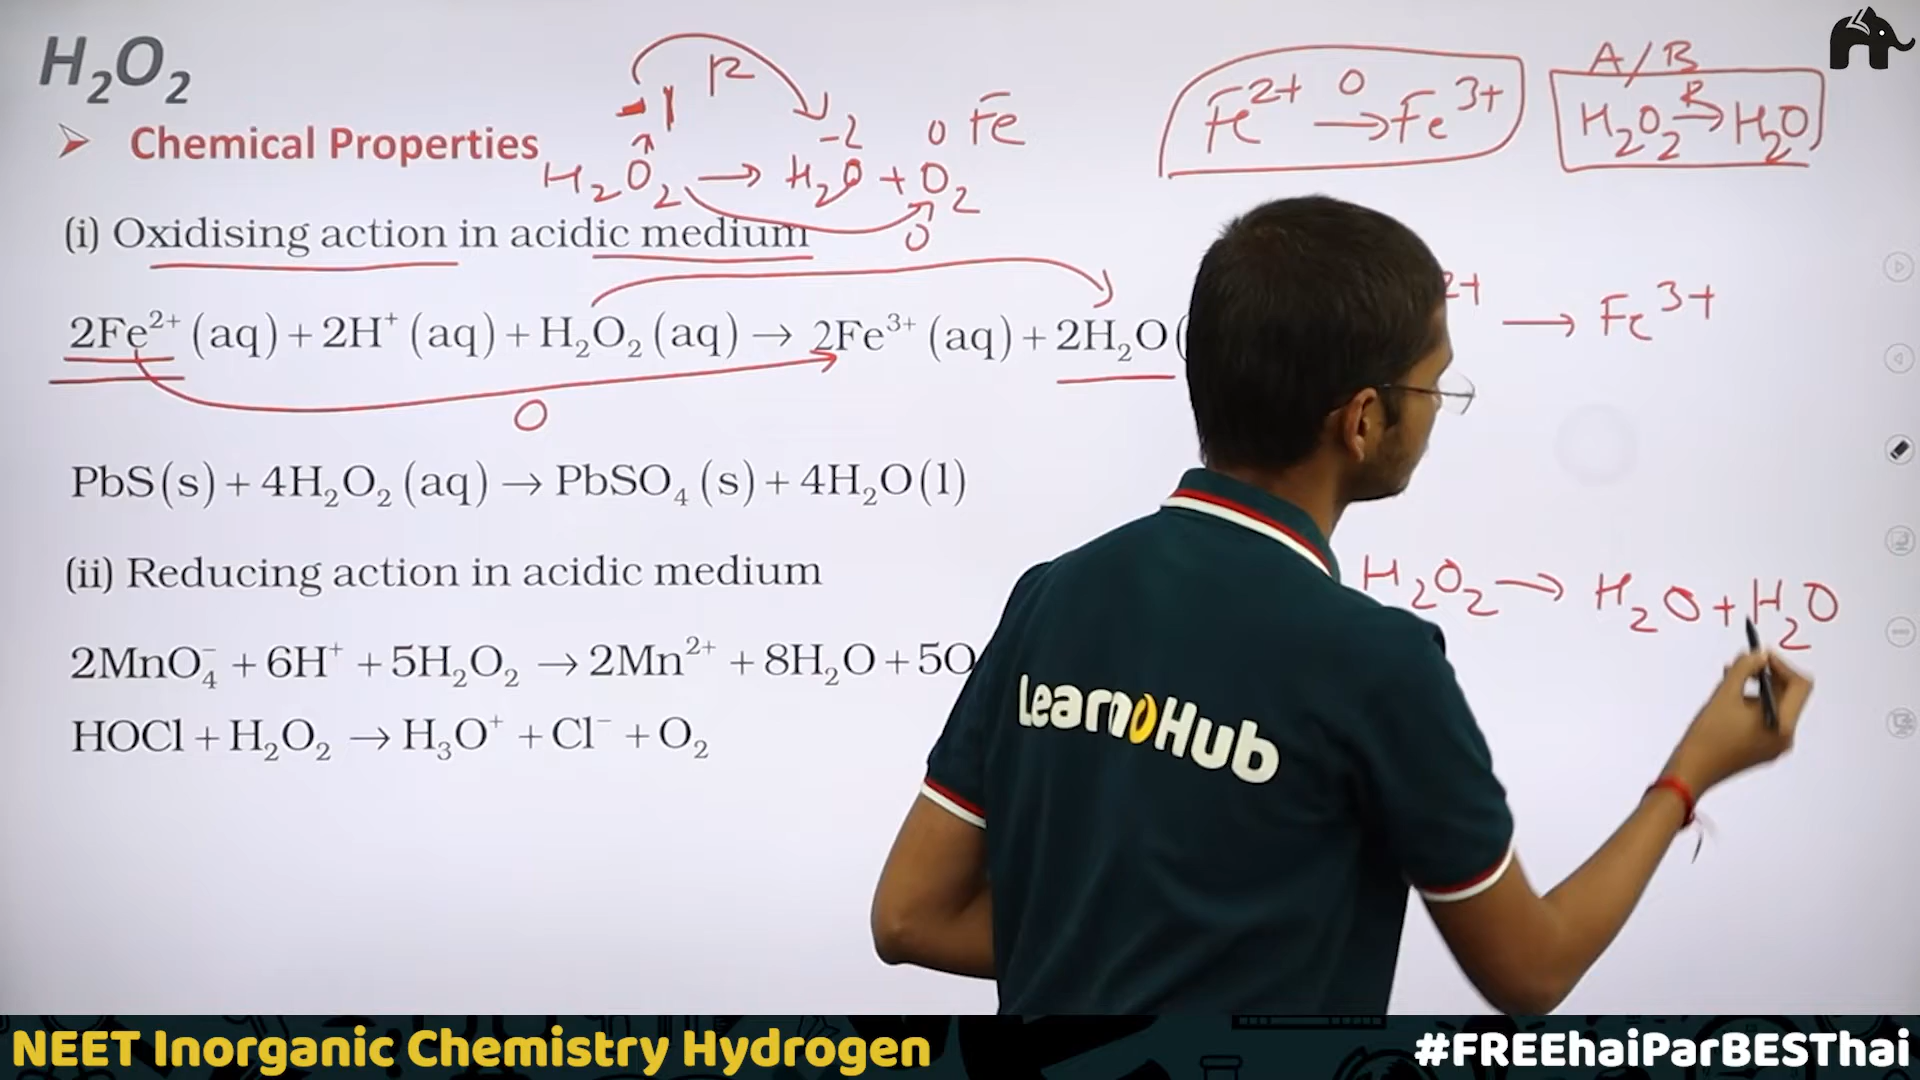 H₂O₂
➤ Chemical Properties
-1 R -2 0 Fe
H₂O₂ → H₂O + O₂
0
Fe²⁺ O → Fe³⁺
A/B
H₂O₂ R → H₂O
(i) Oxidising action in acidic medium
2Fe²⁺ (aq) + 2H⁺ (aq) + H₂O₂ (aq) → 2Fe³⁺ (aq) + 2H₂O(
O
2+ → Fe³⁺
PbS(s) + 4H₂O₂ (aq) → PbSO₄ (s) + 4H₂O(l)
(ii) Reducing action in acidic medium
H₂O₂ → H₂O + H₂O
2MnO₄⁻ + 6H⁺ + 5H₂O₂ → 2Mn²⁺ + 8H₂O + 5O
HOCl + H₂O₂ → H₃O⁺ + Cl⁻ + O₂
LearnoHub
NEET Inorganic Chemistry Hydrogen
#FREEhaiParBESThai